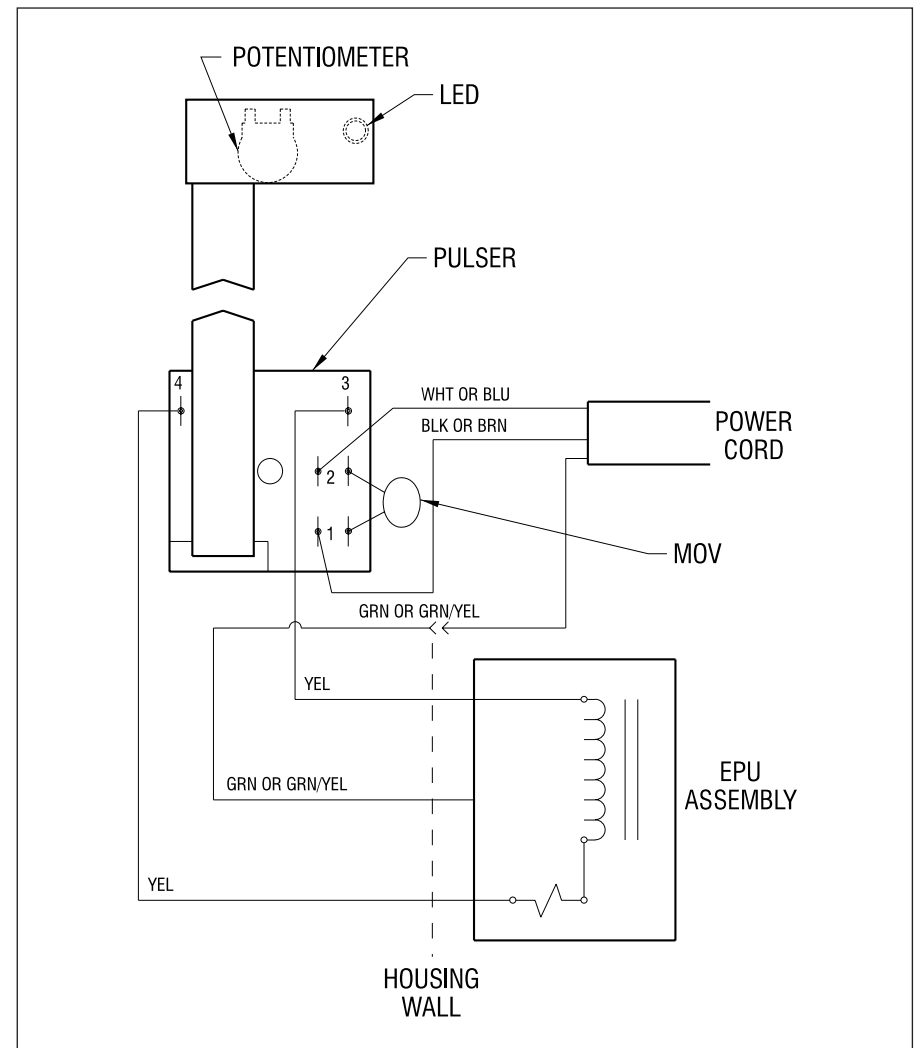 POTENTIOMETER
LED
PULSER
4
3
WHT OR BLU
BLK OR BRN
POWER
CORD
2
1
MOV
GRN OR GRN/YEL
YEL
GRN OR GRN/YEL
EPU
ASSEMBLY
YEL
HOUSING
WALL